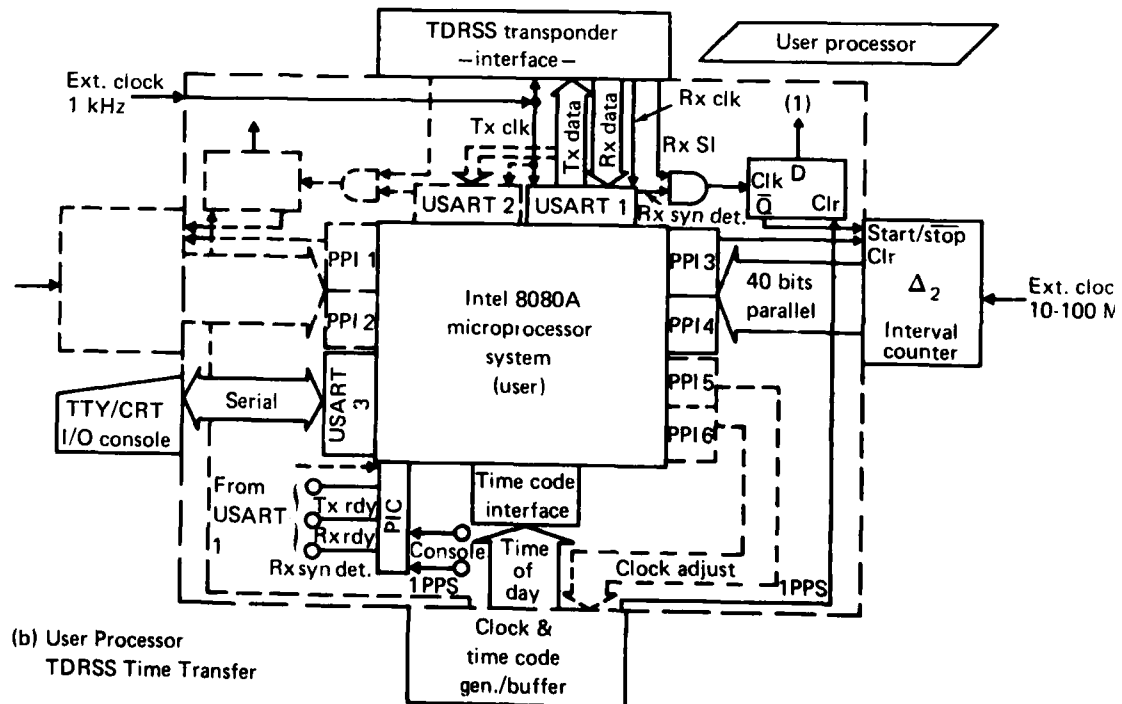 TDRSS transponder
–interface–
User processor
Ext. clock
1 kHz
Tx clk
Tx data
Rx data
Rx clk
Rx SI
(1)
Clk
D
Q̅
Clr
USART 2
USART 1
Rx syn det.
PPI 1
PPI 2
USART 3
Intel 8080A
microprocessor
system
(user)
PPI 3
PPI 4
PPI 5
PPI 6
40 bits
parallel
Start/s̅t̅o̅p̅
Clr
Δ₂
Interval
counter
Ext. cloc
10-100 M
TTY/CRT
I/O console
Serial
From
USART
1
Tx rdy
Rx rdy
Rx syn det.
PIC
Console
1PPS
Time code
interface
Time
of
day
Clock adjust
1PPS
Clock &
time code
gen./buffer
(b) User Processor
TDRSS Time Transfer